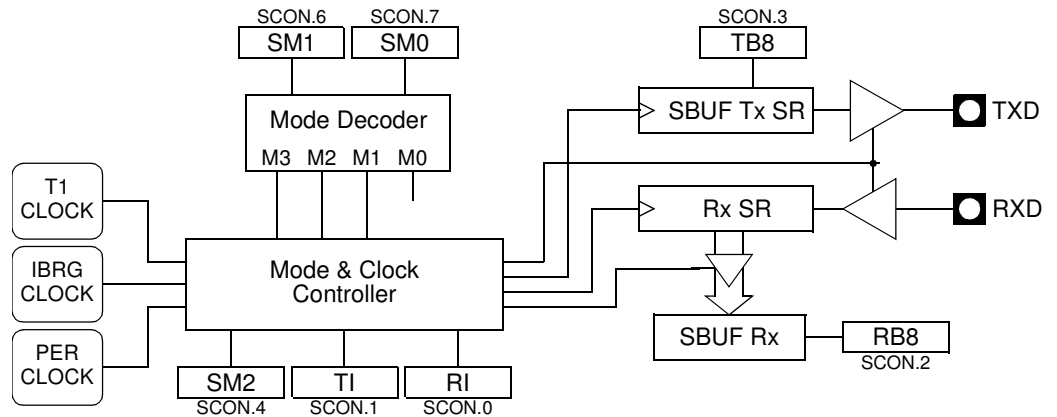 SCON.6 SCON.7 SCON.3
SM1 SM0 TB8
Mode Decoder
M3 M2 M1 M0
SBUF Tx SR
TXD
T1
CLOCK
Rx SR
RXD
IBRG
CLOCK
Mode & Clock
Controller
PER
CLOCK
SBUF Rx
RB8
SCON.2
SM2 TI RI
SCON.4 SCON.1 SCON.0